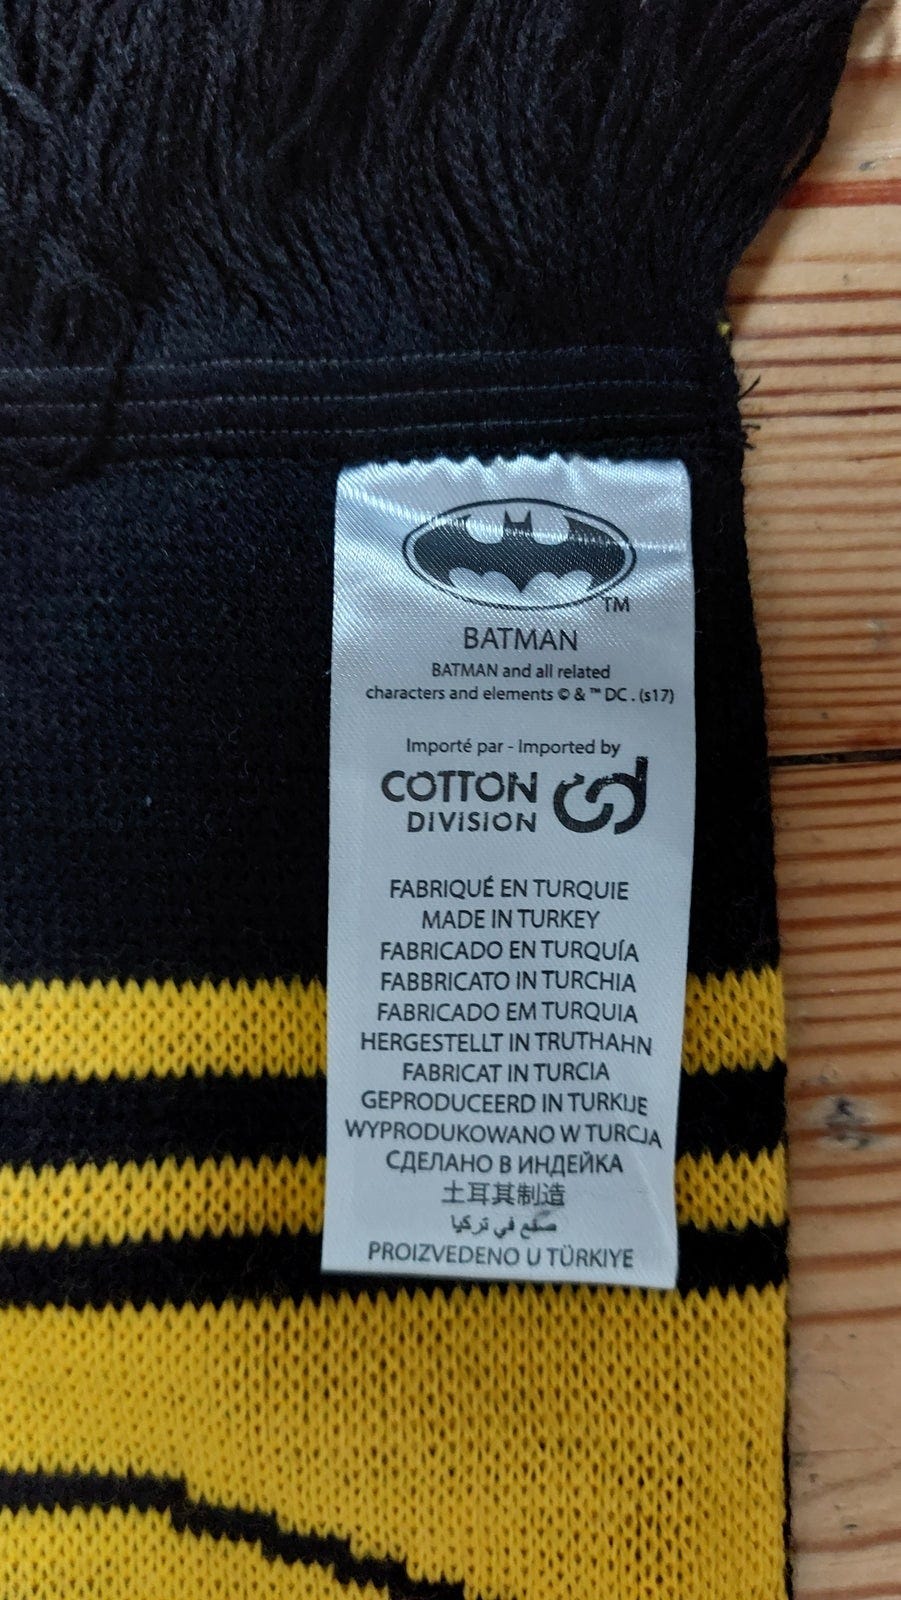 TM
BATMAN
BATMAN and all related
characters and elements © & ™ DC . (s17)
Importé par - Imported by
COTTON
DIVISION
FABRIQUÉ EN TURQUIE
MADE IN TURKEY
FABRICADO EN TURQUÍA
FABBRICATO IN TURCHIA
FABRICADO EM TURQUIA
HERGESTELLT IN TRUTHAHN
FABRICAT IN TURCIA
GEPRODUCEERD IN TURKIJE
WYPRODUKOWANO W TURCJA
СДЕЛАНО В ИНДЕЙКА
土耳其制造
صنع في تركيا
PROIZVEDENO U TÜRKIYE